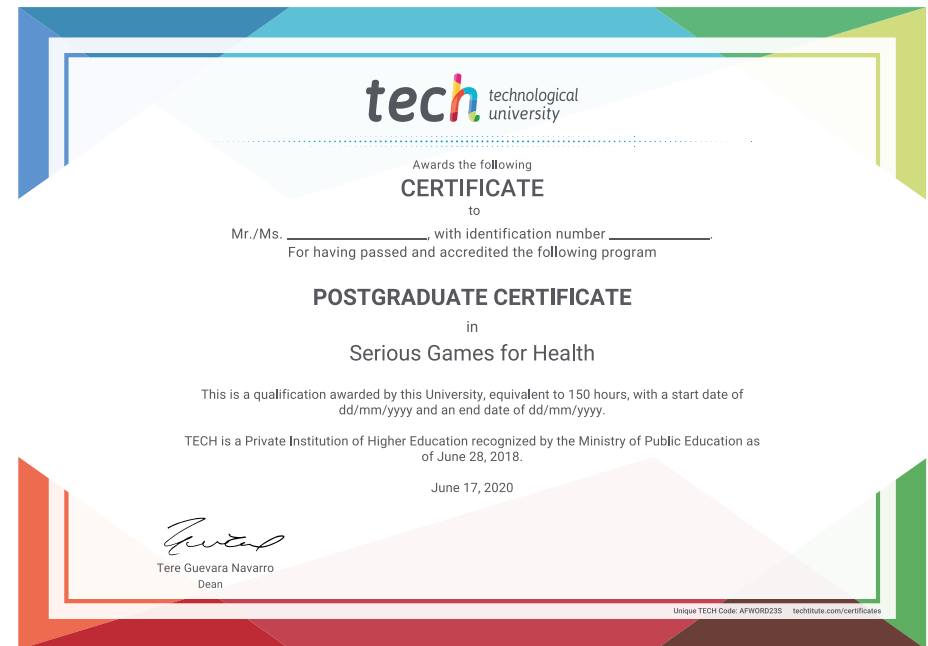 tech technological
university
Awards the following
CERTIFICATE
to
Mr./Ms. ____________________, with identification number ______________.
For having passed and accredited the following program
POSTGRADUATE CERTIFICATE
in
Serious Games for Health
This is a qualification awarded by this University, equivalent to 150 hours, with a start date of
dd/mm/yyyy and an end date of dd/mm/yyyy.
TECH is a Private Institution of Higher Education recognized by the Ministry of Public Education as
of June 28, 2018.
June 17, 2020
Tere Guevara Navarro
Dean
Unique TECH Code: AFWORD23S techtitute.com/certificates